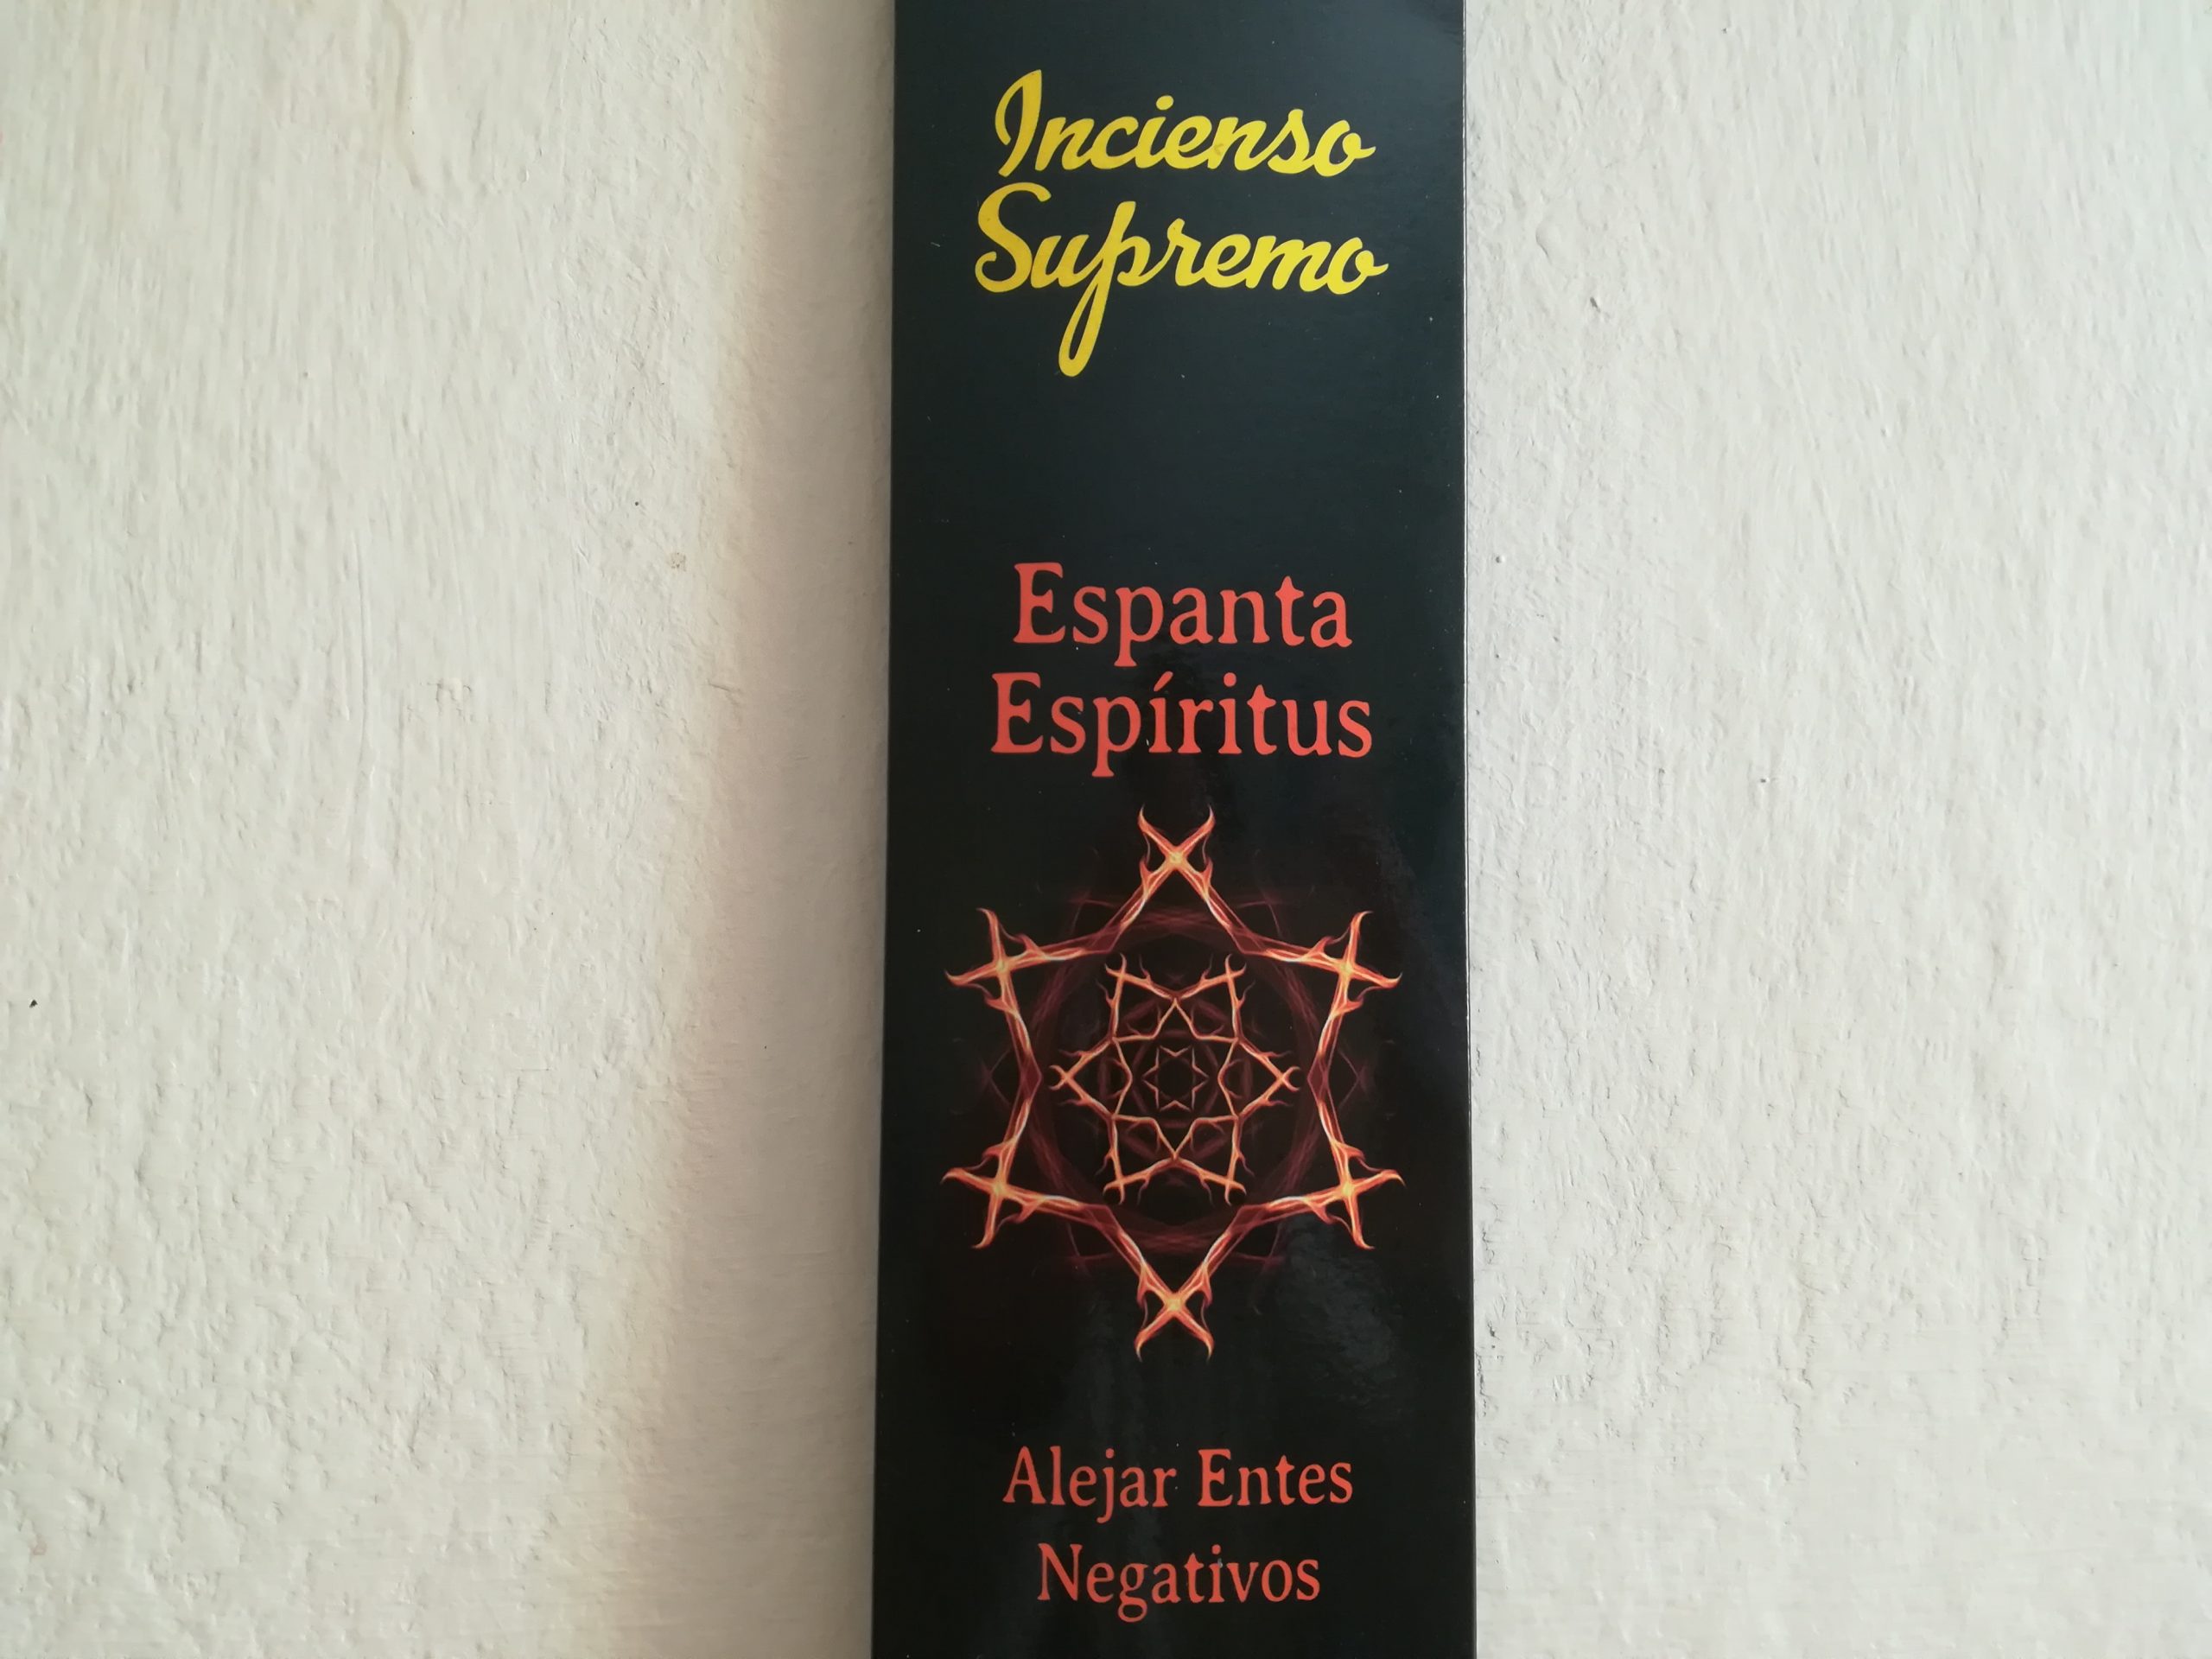 Incienso
Supremo
Espanta
Espíritus
Alejar Entes
Negativos